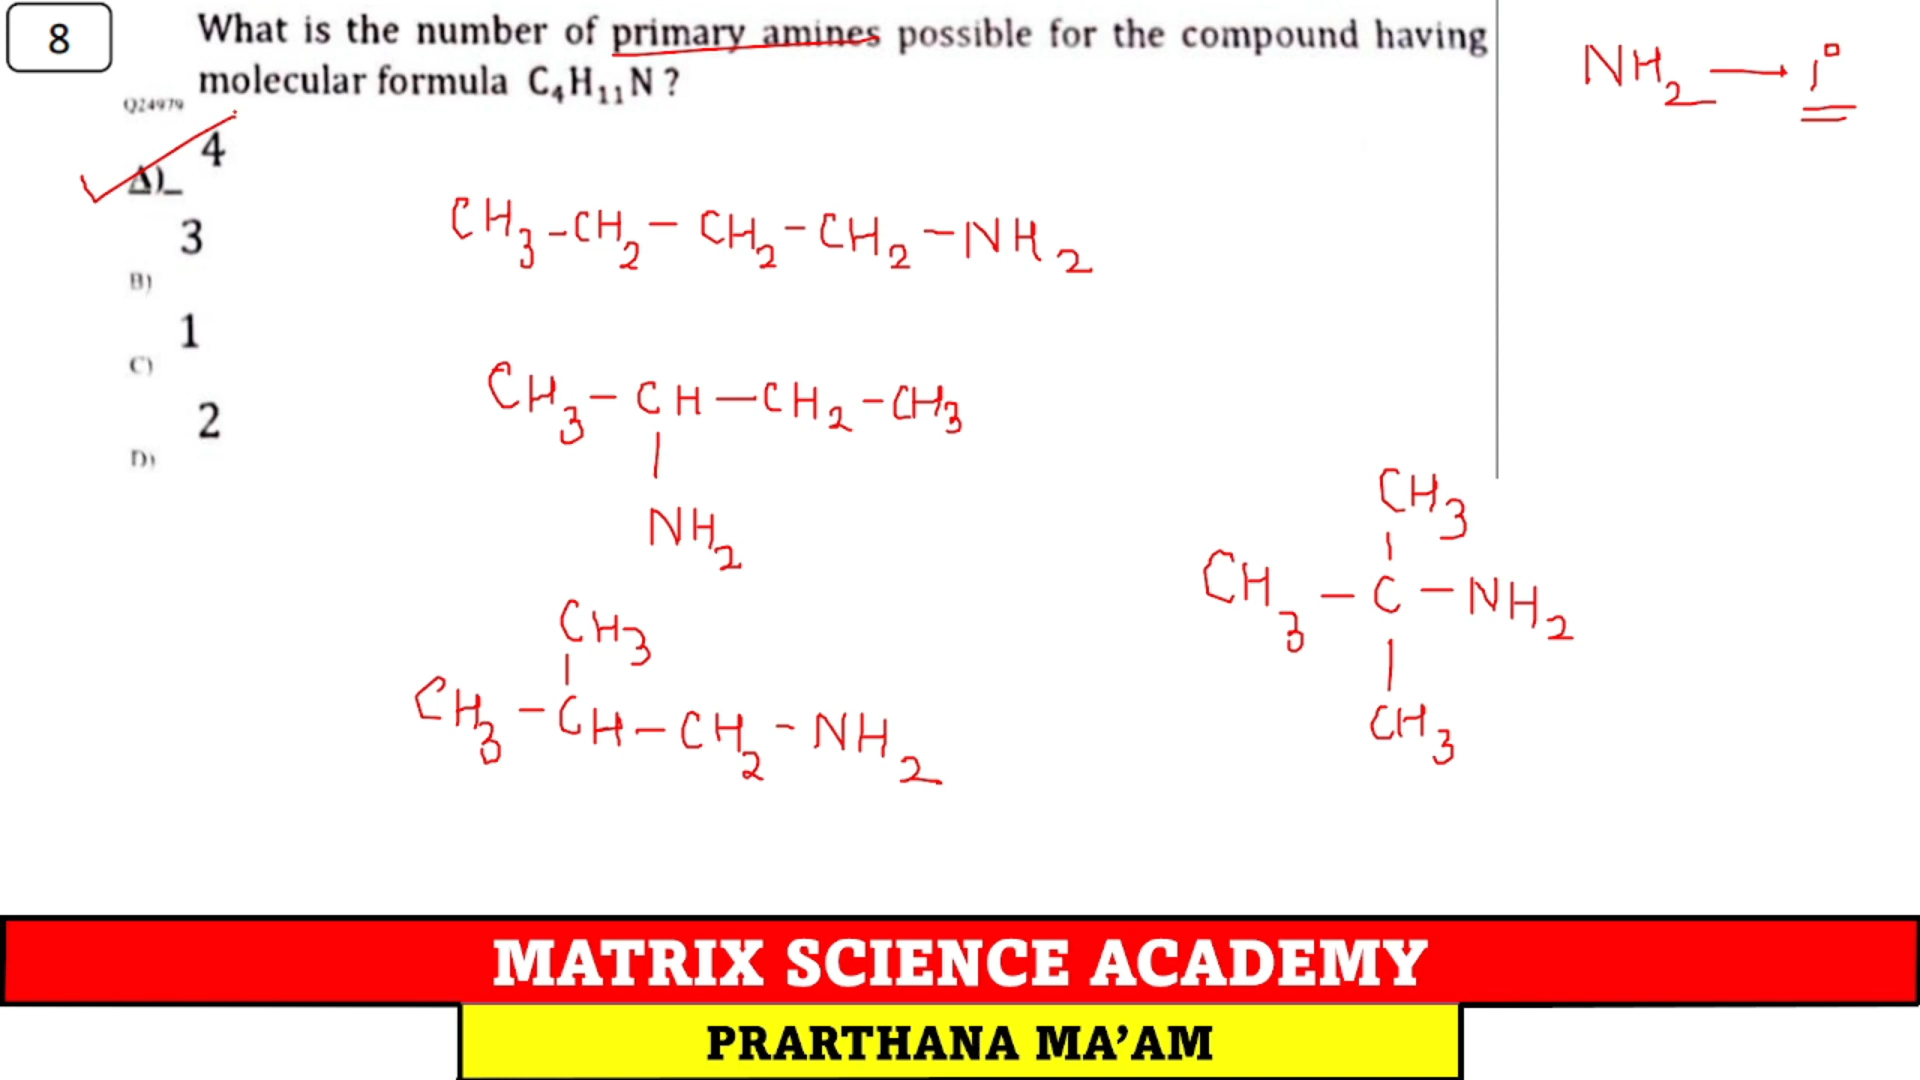 8
What is the number of primary amines possible for the compound having
molecular formula C₄H₁₁N ?
Q24979
A) 4
B) 3
C) 1
D) 2
NH₂ → 1°
CH₃-CH₂-CH₂-CH₂-NH₂
CH₃-CH-CH₂-CH₃
|
NH₂
CH₃
|
CH₃-CH-CH₂-NH₂
CH₃
|
CH₃-C-NH₂
|
CH₃
MATRIX SCIENCE ACADEMY
PRARTHANA MA’AM